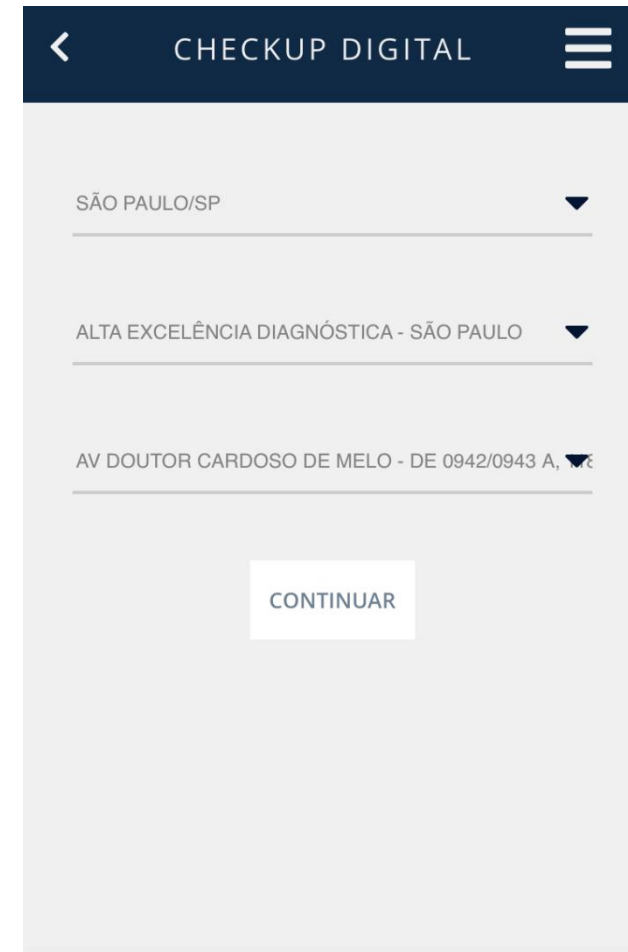 CHECKUP DIGITAL
SÃO PAULO/SP
ALTA EXCELÊNCIA DIAGNÓSTICA - SÃO PAULO
AV DOUTOR CARDOSO DE MELO - DE 0942/0943 A,
CONTINUAR